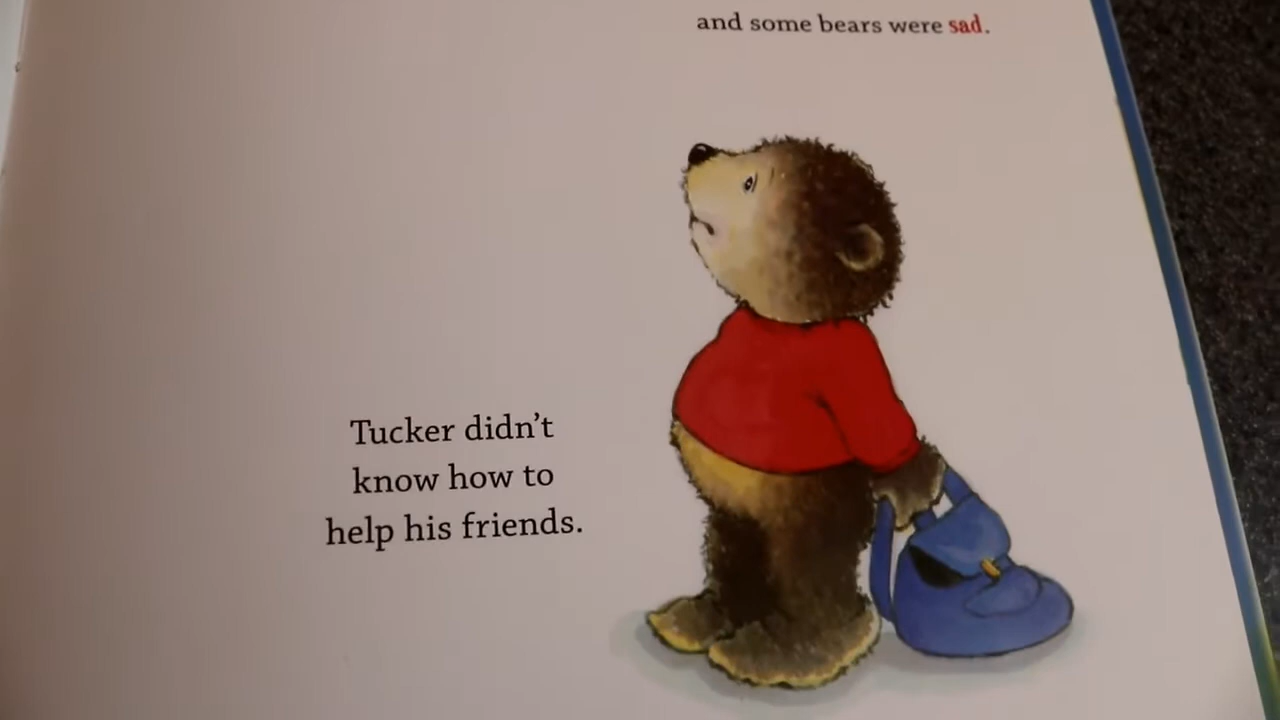 and some bears were sad.
Tucker didn’t
know how to
help his friends.